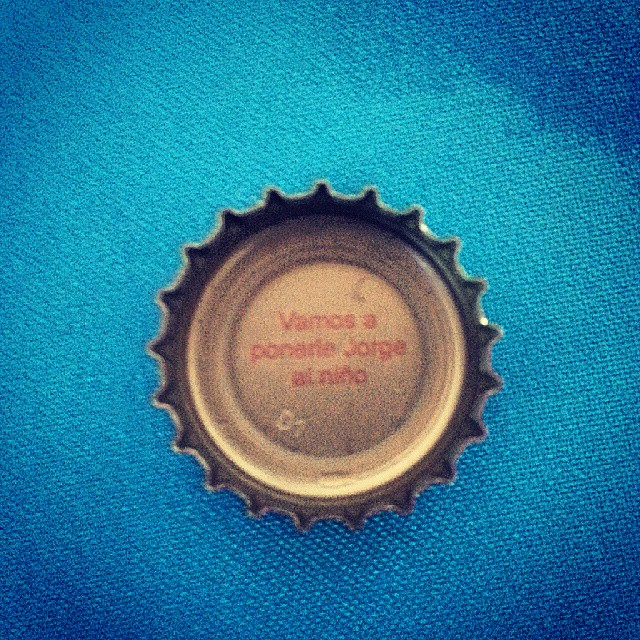 Vamos a
ponerle Jorge
al niño